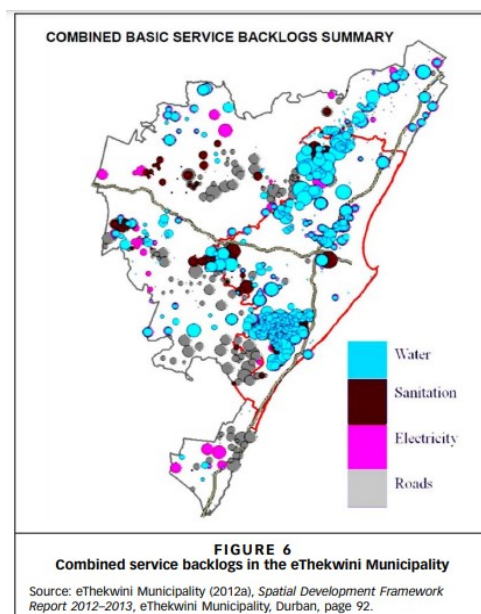 COMBINED BASIC SERVICE BACKLOGS SUMMARY
Water
Sanitation
Electricity
Roads
FIGURE 6
Combined service backlogs in the eThekwini Municipality
Source: eThekwini Municipality (2012a), Spatial Development Framework
Report 2012–2013, eThekwini Municipality, Durban, page 92.